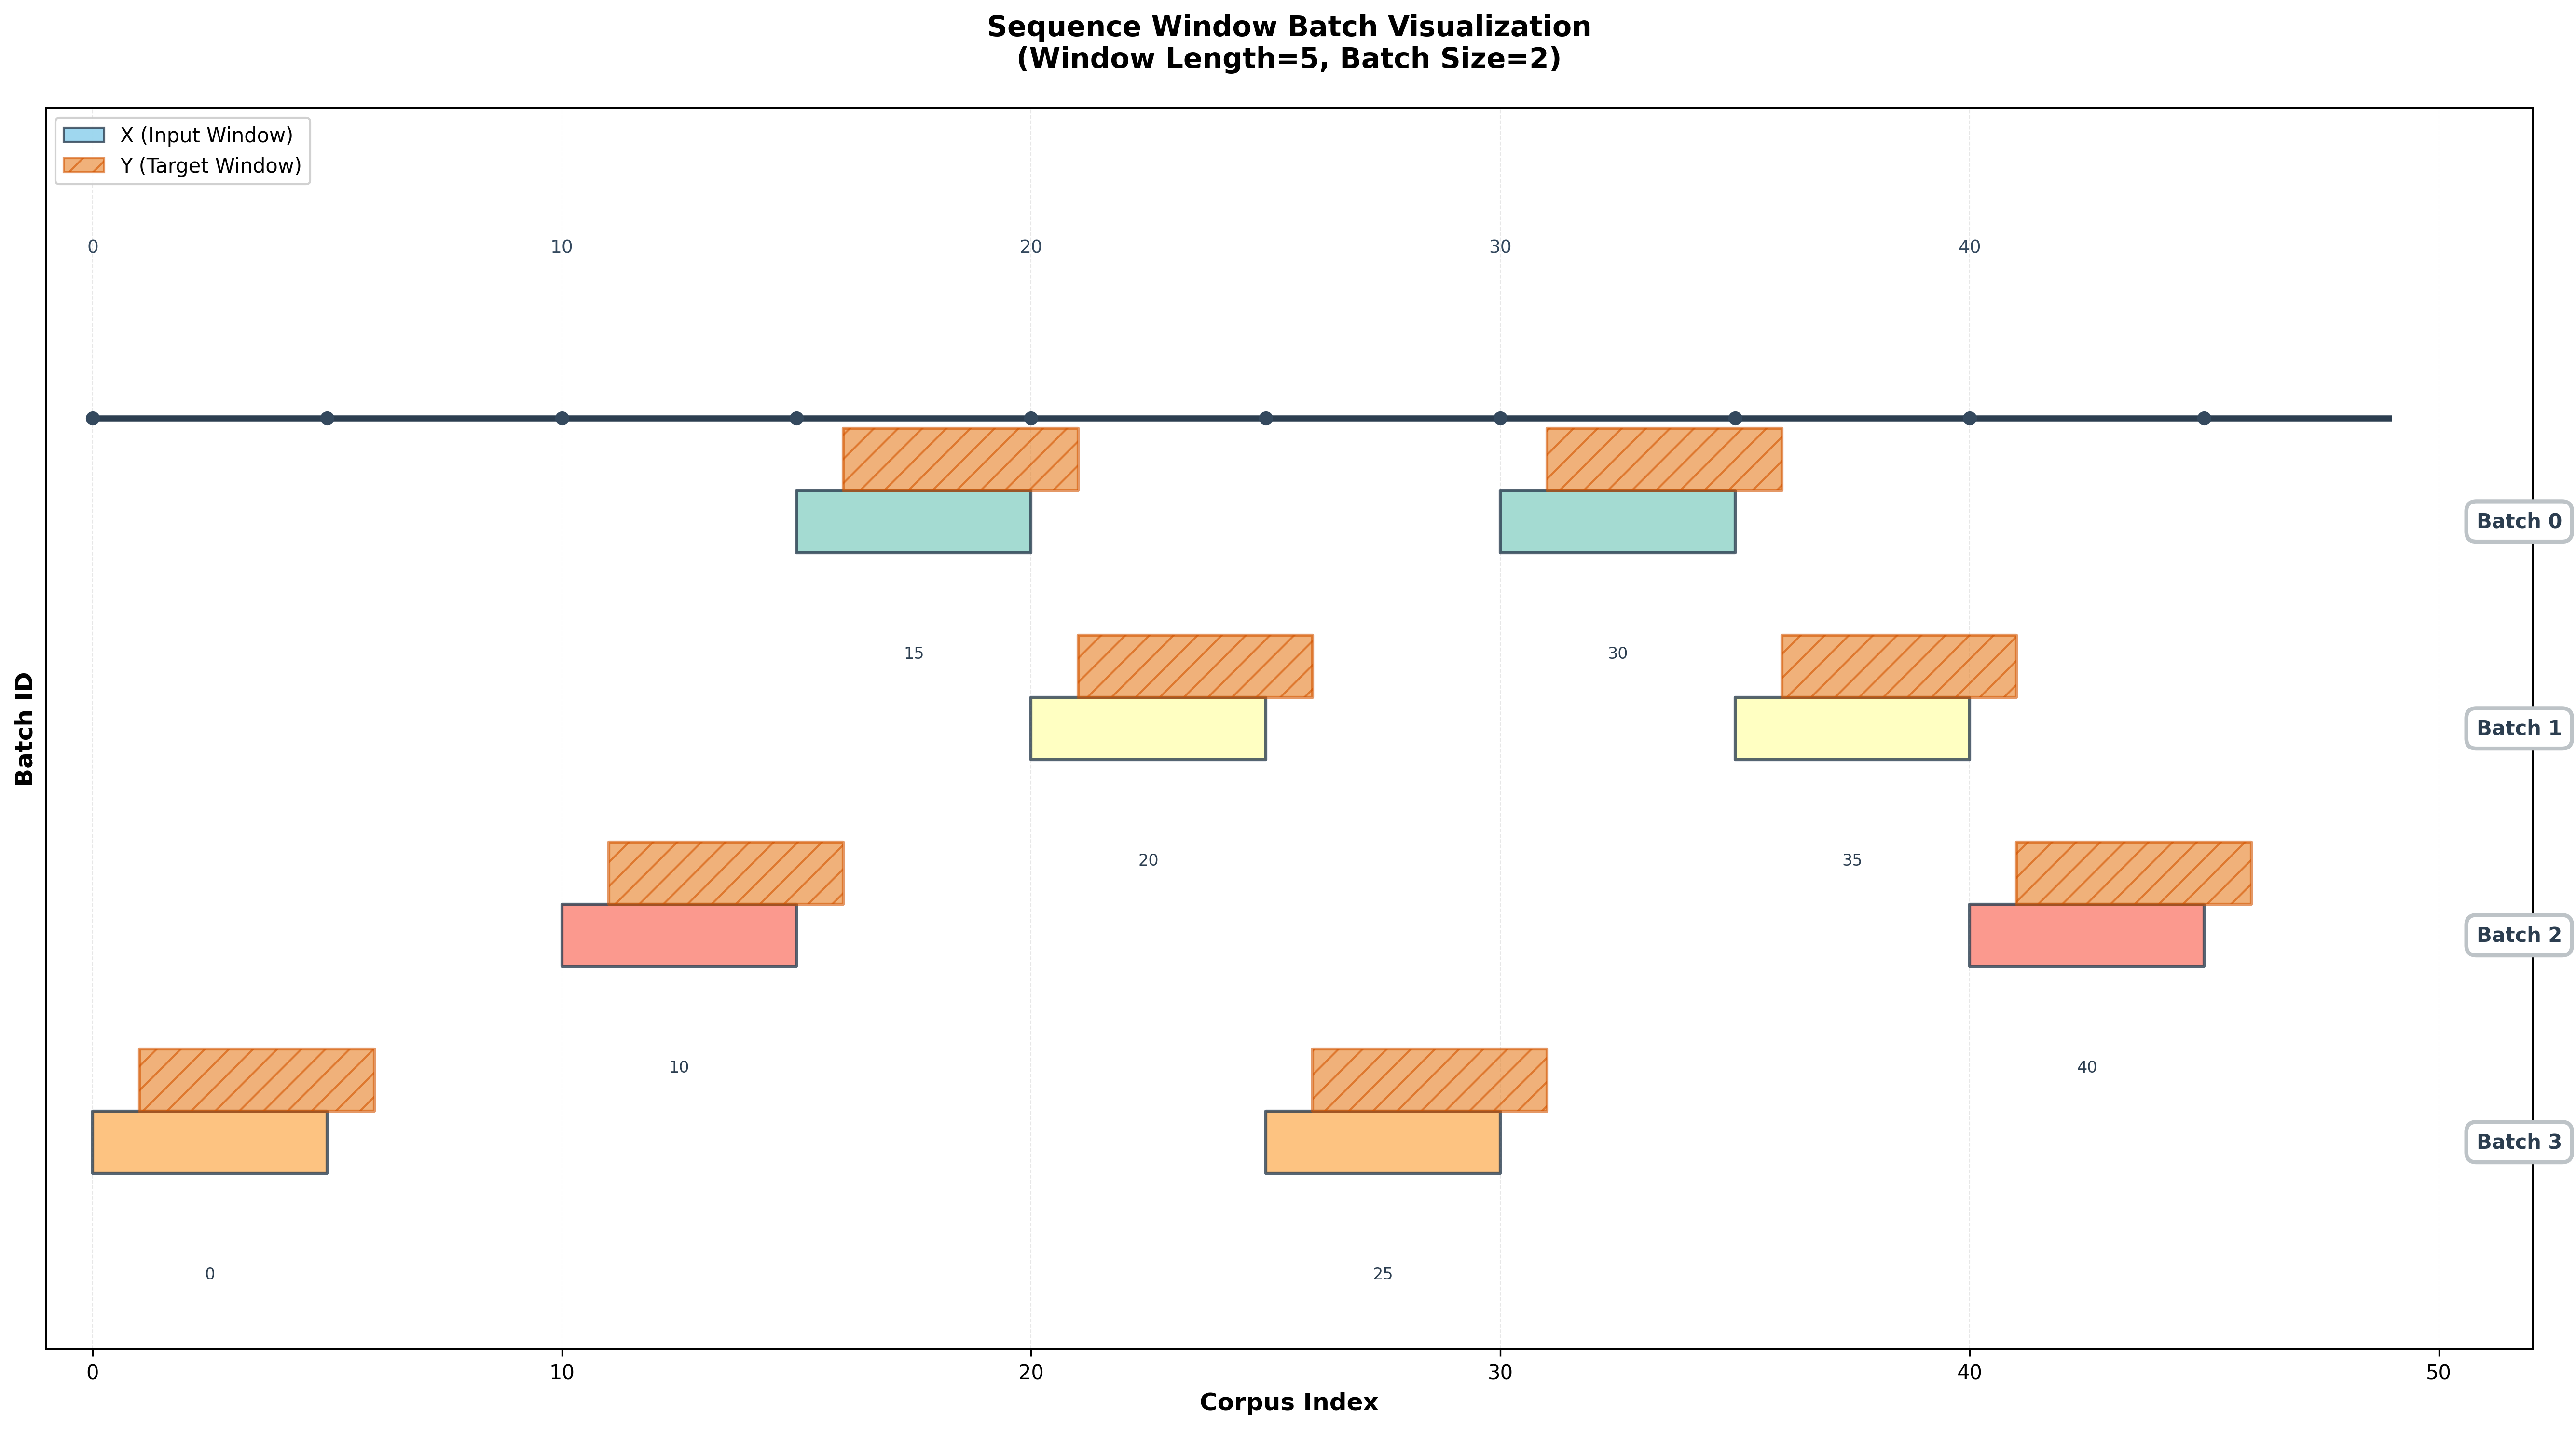 Sequence Window Batch Visualization
(Window Length=5, Batch Size=2)
X (Input Window)
Y (Target Window)
0 10 20 30 40
Batch 0
15 30
Batch 1
20 35
Batch 2
10 40
Batch 3
0 25
Batch ID
0 10 20 30 40 50
Corpus Index